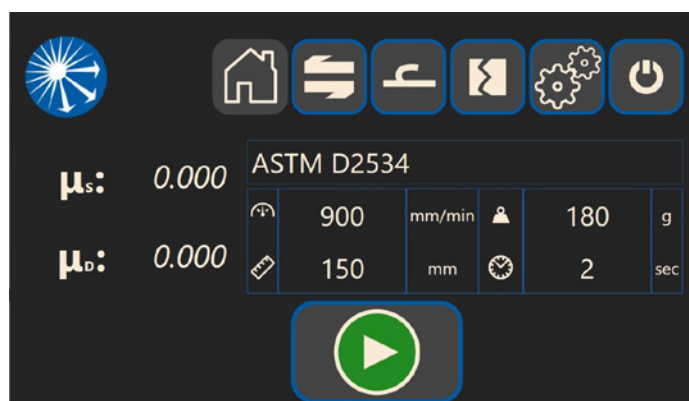 ASTM D2534
μs: 0.000
900 mm/min 180 g
μD: 0.000
150 mm 2 sec